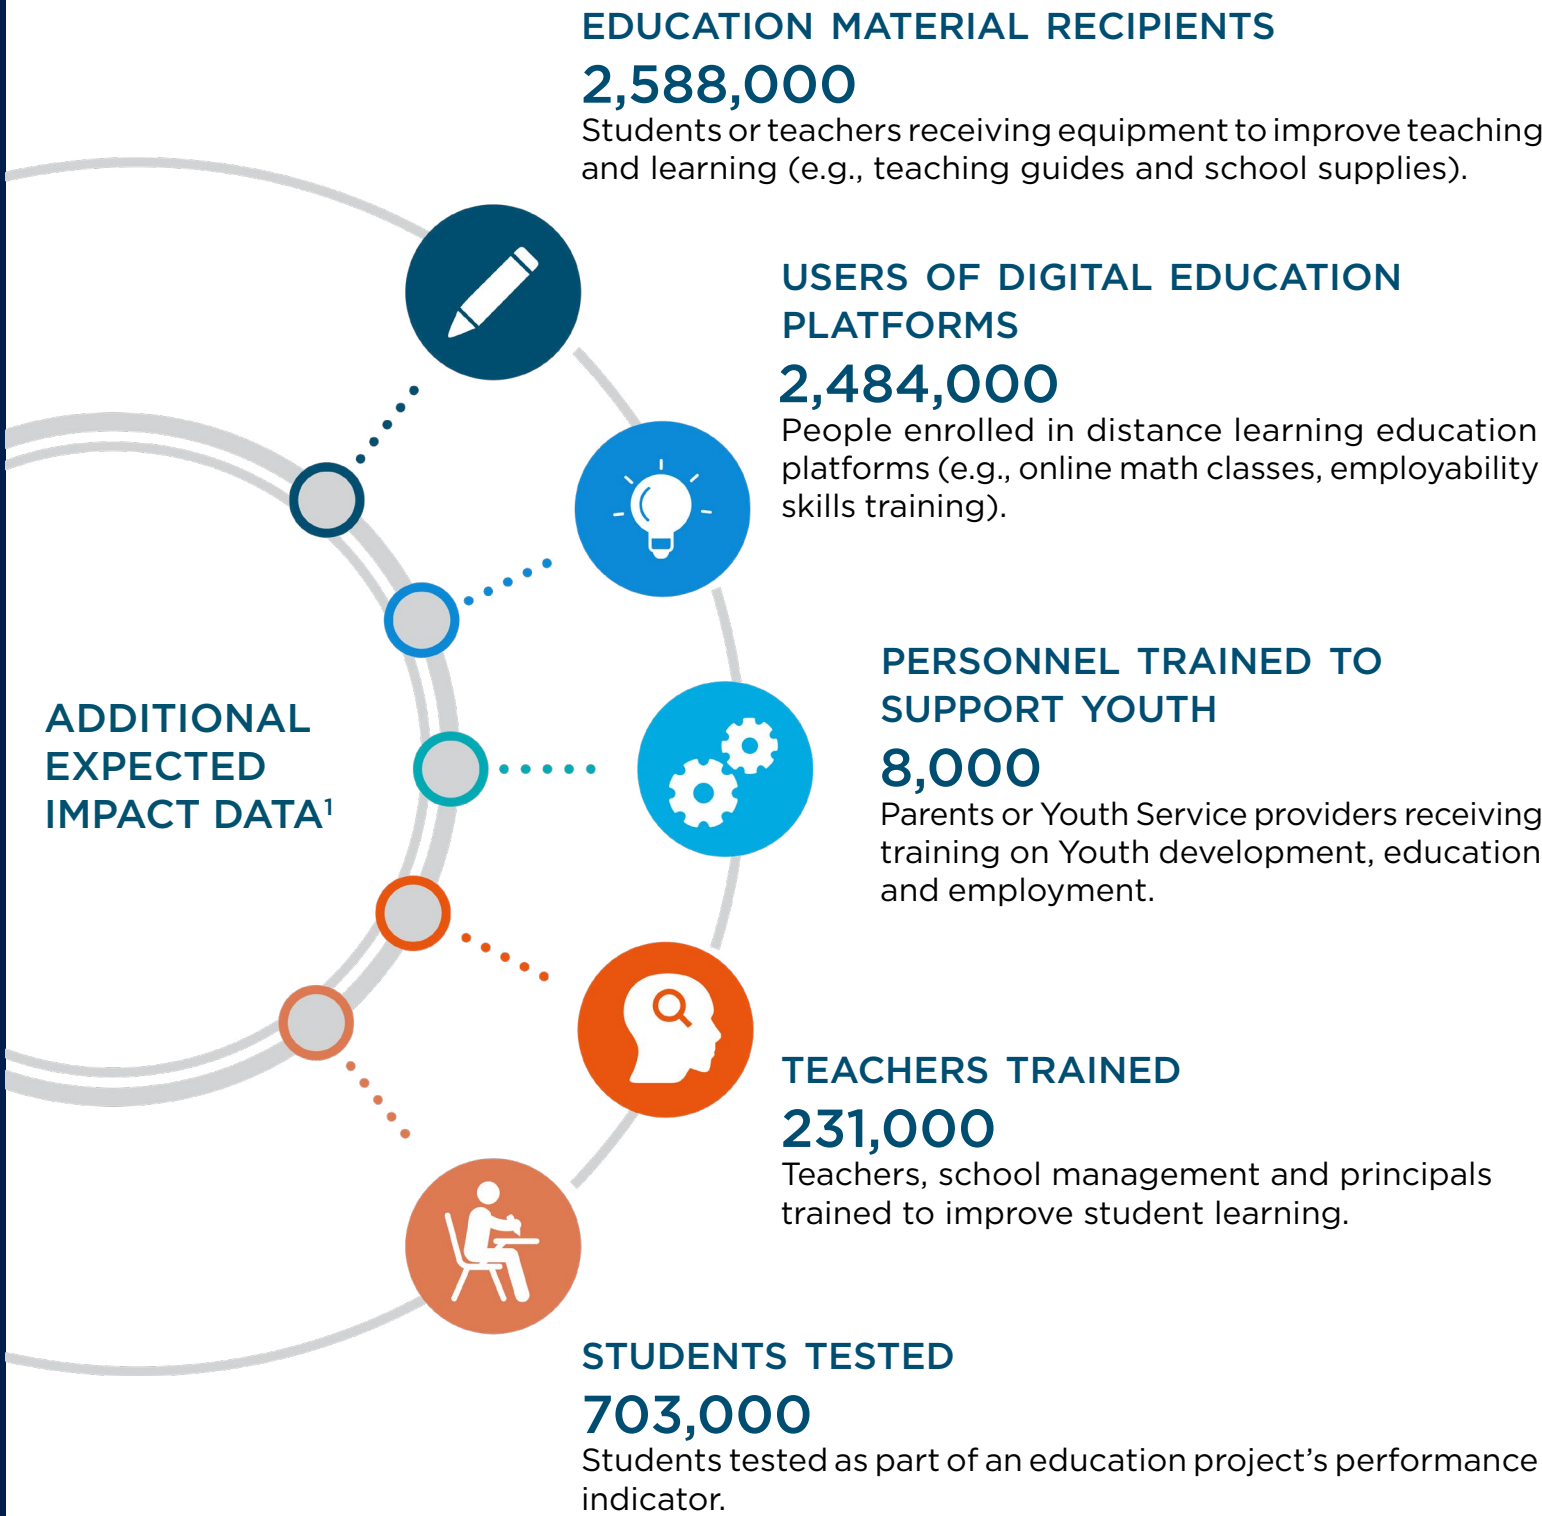 EDUCATION MATERIAL RECIPIENTS
2,588,000
Students or teachers receiving equipment to improve teaching
and learning (e.g., teaching guides and school supplies).
USERS OF DIGITAL EDUCATION
PLATFORMS
2,484,000
People enrolled in distance learning education
platforms (e.g., online math classes, employability
skills training).
PERSONNEL TRAINED TO
SUPPORT YOUTH
8,000
Parents or Youth Service providers receiving
training on Youth development, education
and employment.
ADDITIONAL
EXPECTED
IMPACT DATA¹
TEACHERS TRAINED
231,000
Teachers, school management and principals
trained to improve student learning.
STUDENTS TESTED
703,000
Students tested as part of an education project’s performance
indicator.